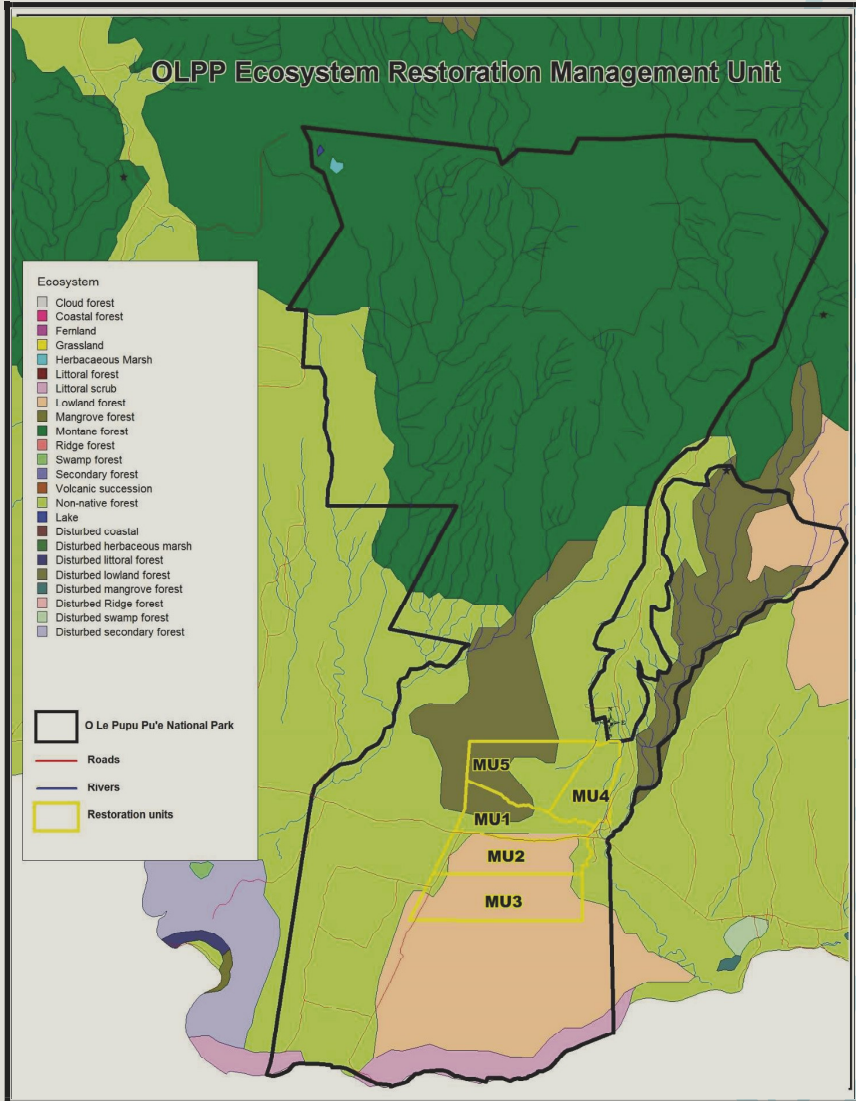 OLPP Ecosystem Restoration Management Unit
Ecosystem
Cloud forest
Coastal forest
Fernland
Grassland
Herbacaeous Marsh
Littoral forest
Littoral scrub
Lowland forest
Mangrove forest
Montane forest
Ridge forest
Swamp forest
Secondary forest
Volcanic succession
Non-native forest
Lake
Disturbed coastal
Disturbed herbaceous marsh
Disturbed littoral forest
Disturbed lowland forest
Disturbed mangrove forest
Disturbed Ridge forest
Disturbed swamp forest
Disturbed secondary forest
O Le Pupu Pu'e National Park
Roads
Rivers
Restoration units
MU5
MU4
MU1
MU2
MU3